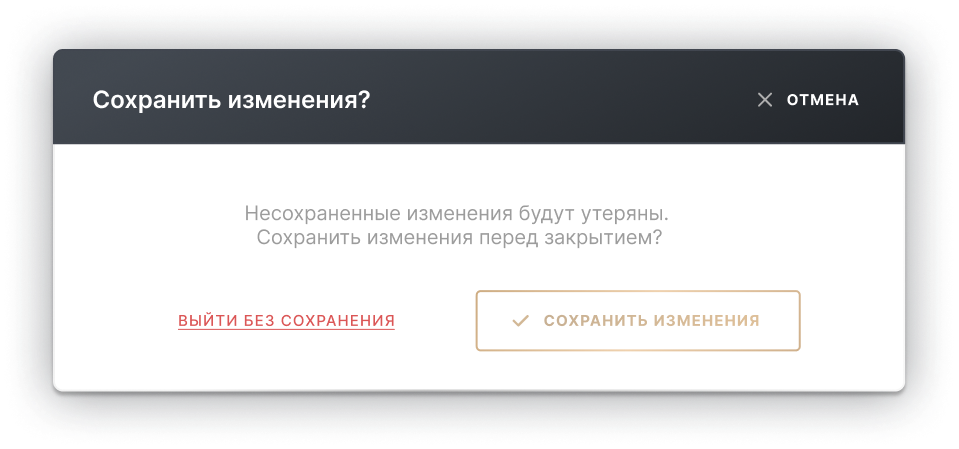 Сохранить изменения?
ОТМЕНА
Несохраненные изменения будут утеряны.
Сохранить изменения перед закрытием?
ВЫЙТИ БЕЗ СОХРАНЕНИЯ
СОХРАНИТЬ ИЗМЕНЕНИЯ